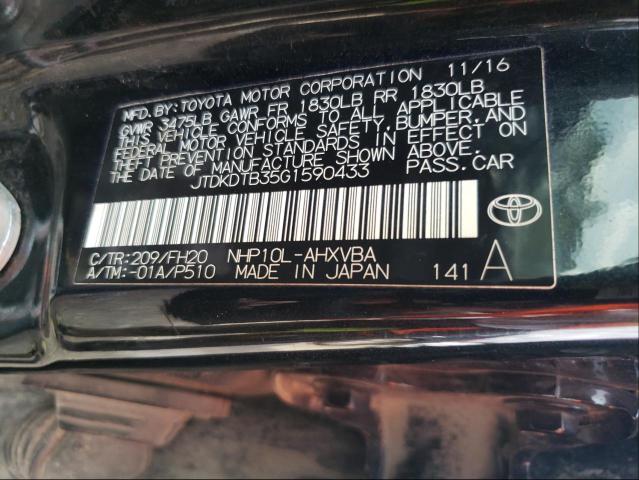 MFD. BY: TOYOTA MOTOR CORPORATION 11/16
GVWR 3475LB GAWR FR 1830LB RR 1830LB
THIS VEHICLE CONFORMS TO ALL APPLICABLE
FEDERAL MOTOR VEHICLE SAFETY, BUMPER, AND
THEFT PREVENTION STANDARDS IN EFFECT ON
THE DATE OF MANUFACTURE SHOWN ABOVE.
JTDKDTB35G1590433 PASS.CAR
C/TR:209/FH20 NHP10L-AHXVBA
A/TM:-01A/P510 MADE IN JAPAN 141 A